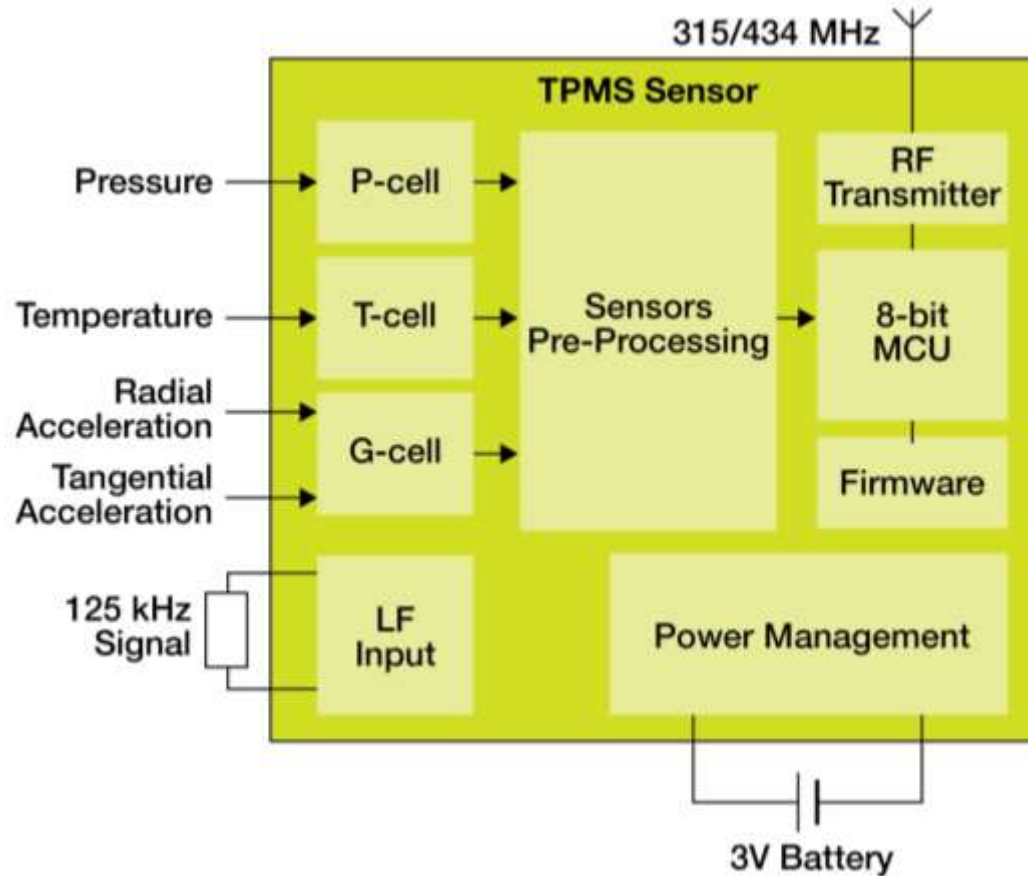 315/434 MHz
TPMS Sensor
Pressure
P-cell
Temperature
T-cell
Radial
Acceleration
Tangential
Acceleration
G-cell
Sensors
Pre-Processing
RF
Transmitter
8-bit
MCU
Firmware
125 kHz
Signal
LF
Input
Power Management
3V Battery